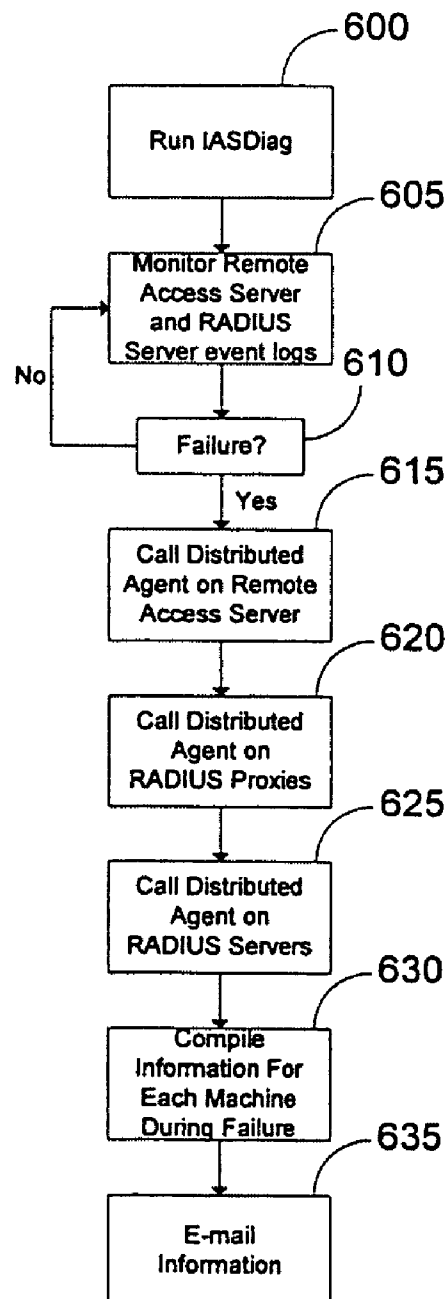 600
Run IASDiag
605
Monitor Remote
Access Server
and RADIUS
Server event logs
No
610
Failure?
Yes
615
Call Distributed
Agent on Remote
Access Server
620
Call Distributed
Agent on
RADIUS Proxies
625
Call Distributed
Agent on
RADIUS Servers
630
Compile
Information For
Each Machine
During Failure
635
E-mail
Information